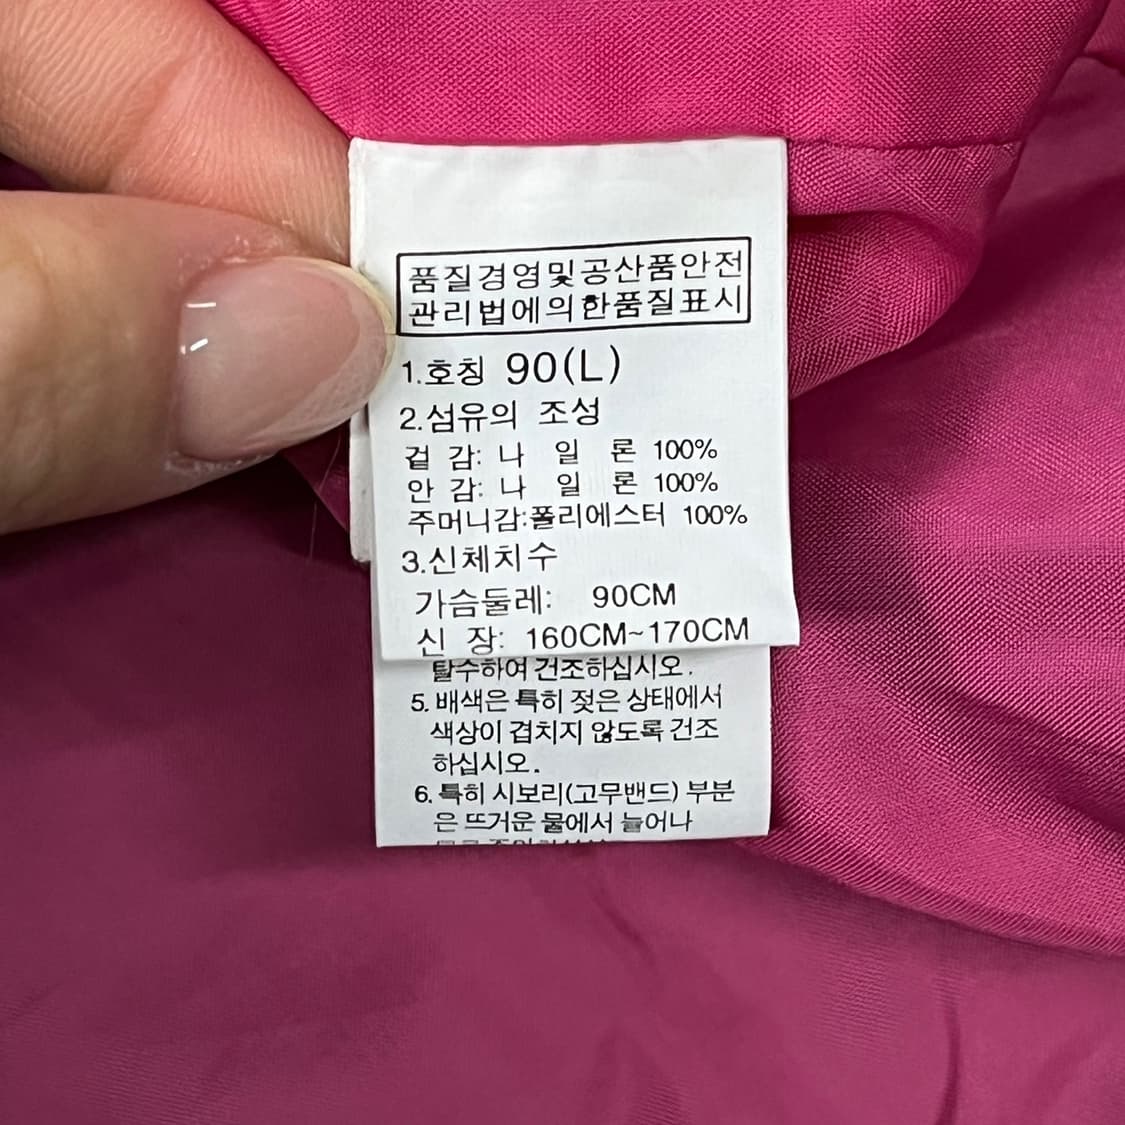 품질경영및공산품안전
관리법에의한품질표시
1.호칭 90(L)
2.섬유의 조성
겉 감: 나 일 론 100%
안 감: 나 일 론 100%
주머니감:폴리에스터 100%
3.신체치수
가슴둘레: 90CM
신 장: 160CM~170CM
탈수하여 건조하십시오.
5. 배색은 특히 젖은 상태에서
색상이 겹치지 않도록 건조
하십시오.
6. 특히 시보리(고무밴드) 부분
은 뜨거운 물에서 늘어나